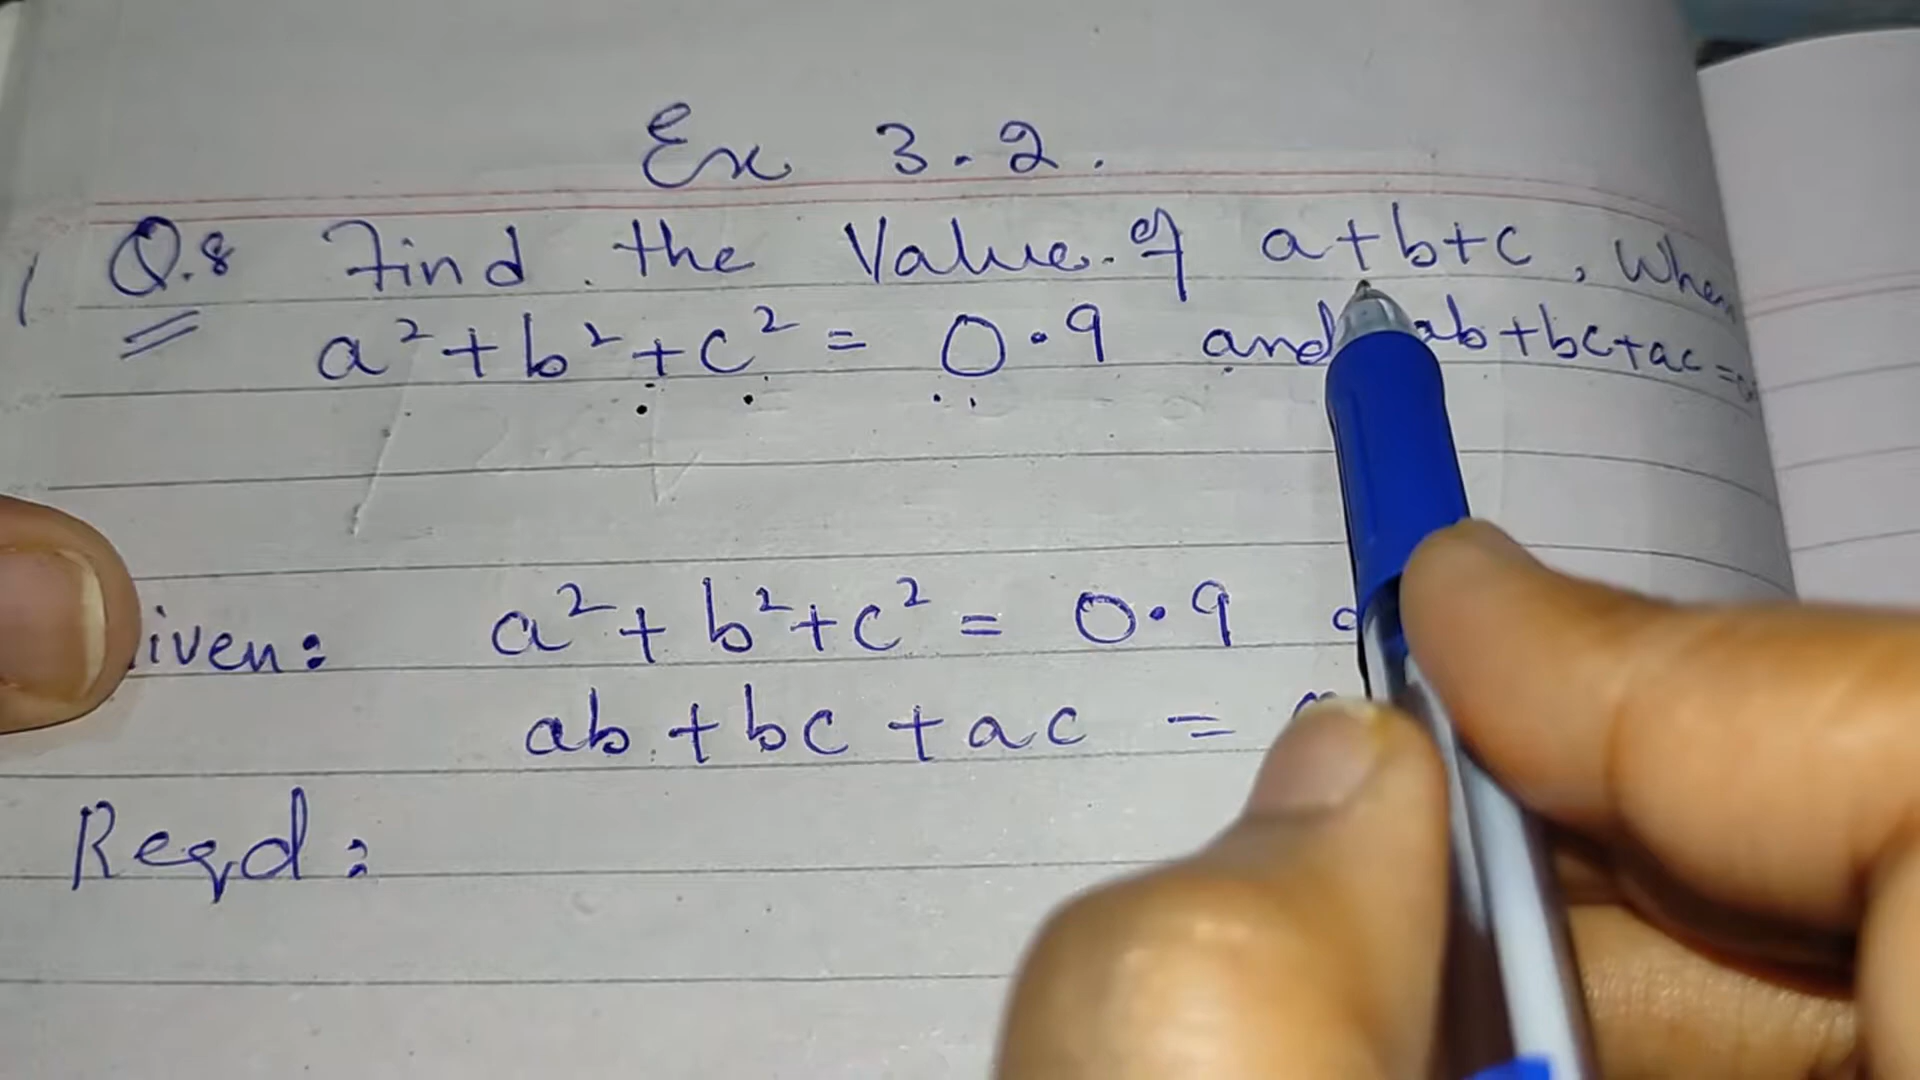 Ex 3.2.
Q.8 Find the Value of a+b+c, When
a²+b²+c² = 0.9 and ab+bc+ac =
iven: a²+b²+c² = 0.9
ab+bc+ac =
Reqd: